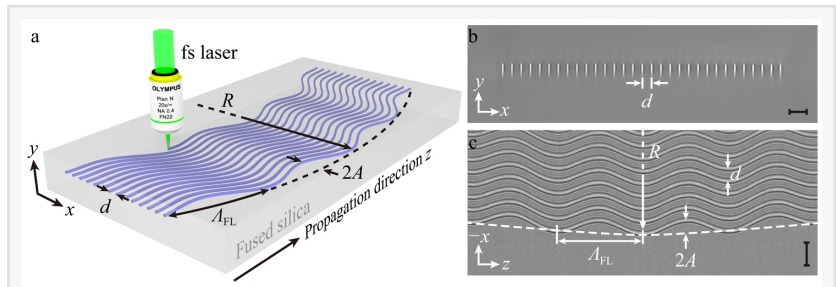 a
fs laser
OLYMPUS
Plan N
20x/∞
NA 0.4
FN22
R
y
x
d
Λ_FL
2A
Fused silica
Propagation direction z
b
y
x
d
c
R
d
−x
z
Λ_FL
2A